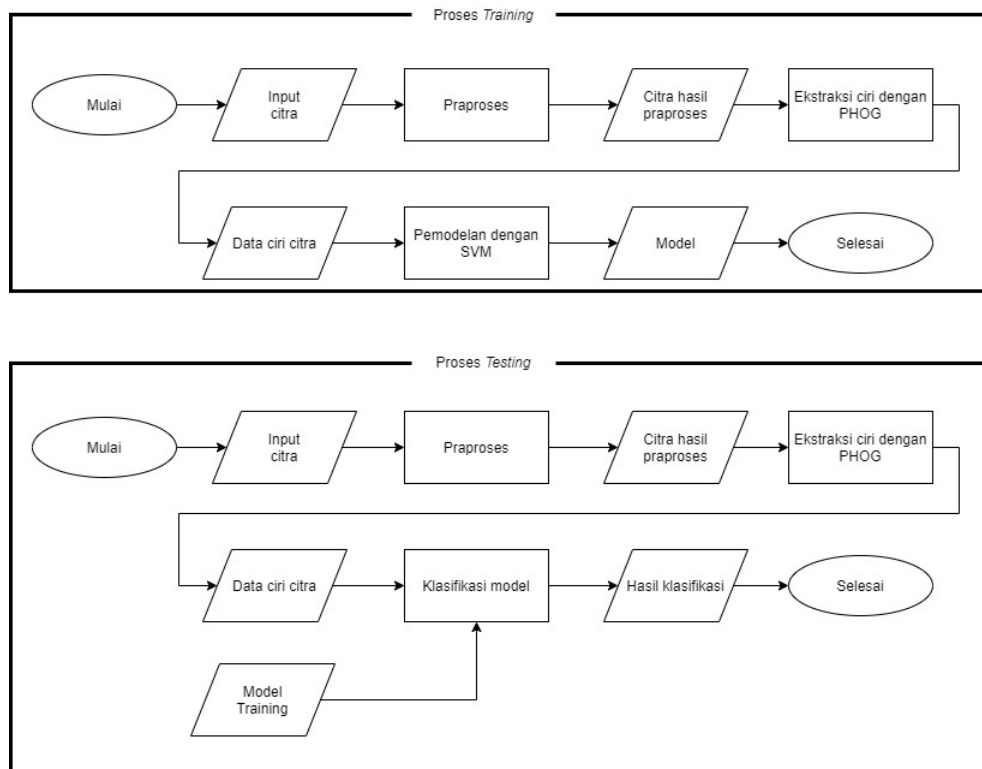 Proses Training
Mulai
Input
citra
Praproses
Citra hasil
praproses
Ekstraksi ciri dengan
PHOG
Data ciri citra
Pemodelan dengan
SVM
Model
Selesai
Proses Testing
Mulai
Input
citra
Praproses
Citra hasil
praproses
Ekstraksi ciri dengan
PHOG
Data ciri citra
Klasifikasi model
Hasil klasifikasi
Selesai
Model
Training